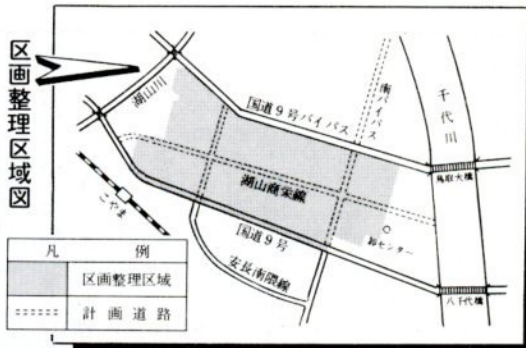 区画整理区域図
湖山川
国道9号バイパス
南バイパス
千代川
鳥取大橋
湖山商栄線
こやま
国道9号
卸センター
安長南隈線
八千代橋
凡例
区画整理区域
計画道路